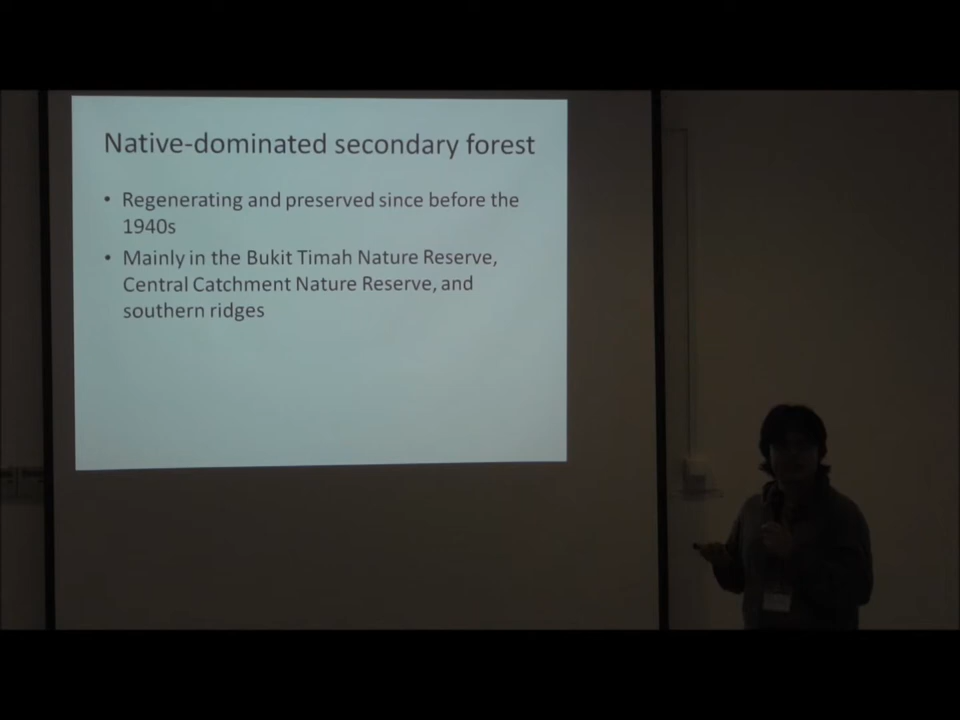 Native-dominated secondary forest
• Regenerating and preserved since before the
1940s
• Mainly in the Bukit Timah Nature Reserve,
Central Catchment Nature Reserve, and
southern ridges